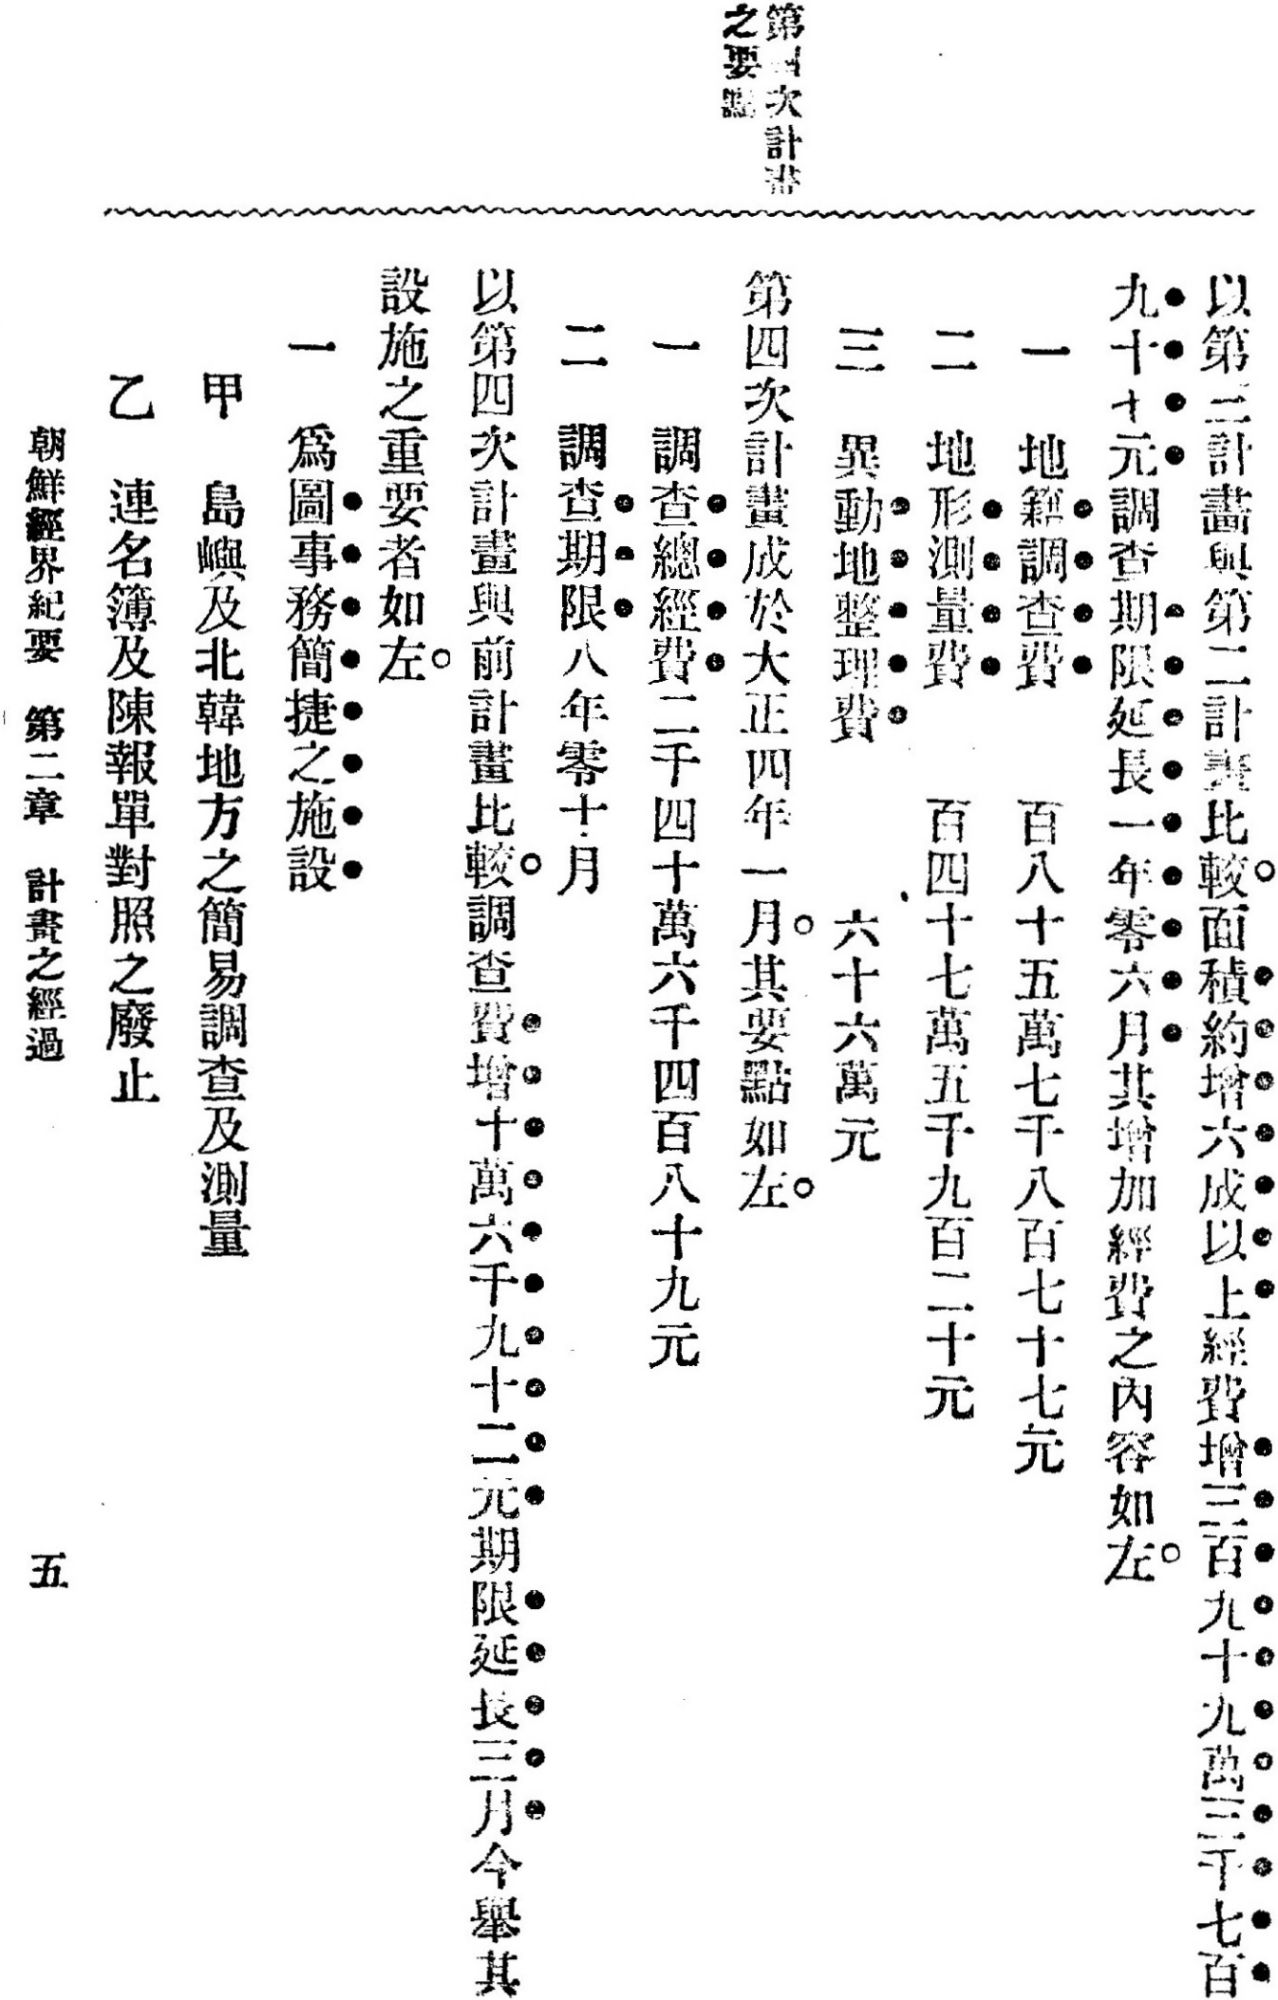 第四次計畫
之要點
以第三計畫與第二計畫比較。面積約增六成以上經費增三百九十九萬三千七百
九十七元調查期限延長一年零六月其增加經費之內容如左。
一　地籍調查費　百八十五萬七千八百七十七元
二　地形測量費　百四十七萬五千九百二十元
三　異動地整理費　六十六萬元
第四次計畫成於大正四年一月。其要點如左。
一　調查總經費二千四十萬六千四百八十九元
二　調查期限八年零十月
以第四次計畫與前計畫比較。調查費增十萬六千九十二元期限延長三月今舉其
設施之重要者如左。
一　爲圖事務簡捷之施設
甲　島嶼及北韓地方之簡易調查及測量
乙　連名簿及陳報單對照之廢止
朝鮮經界紀要　第二章　計畫之經過　五